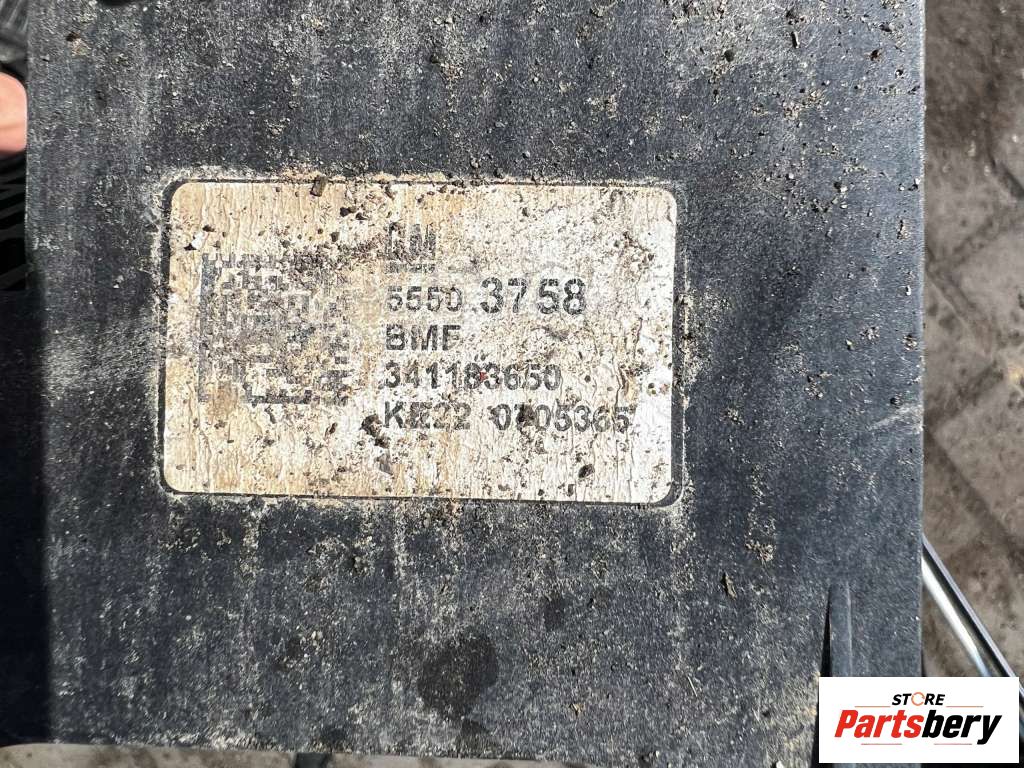 GM
5550 3758
BMF
341183650
KE22 0705365
STORE
Partsbery